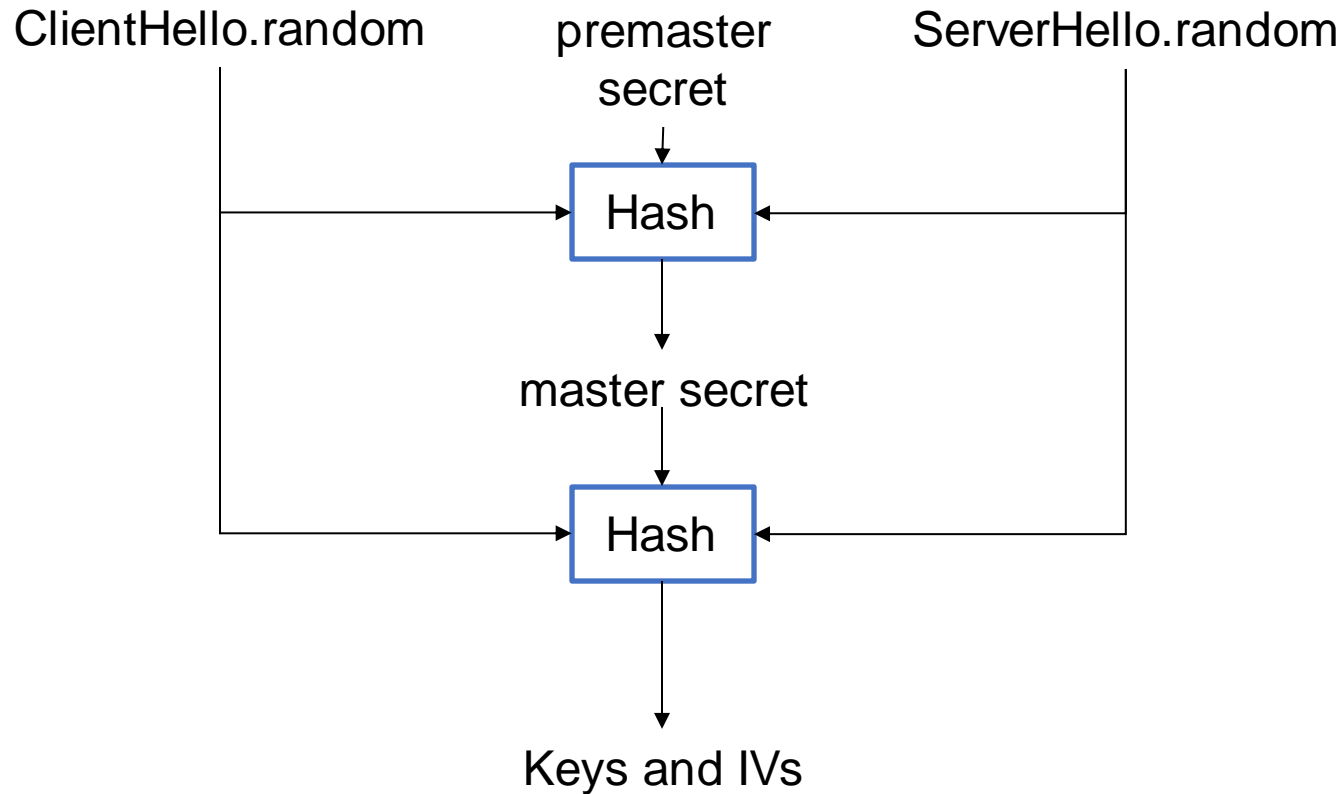 ClientHello.random
premaster
secret
ServerHello.random
Hash
master secret
Hash
Keys and IVs